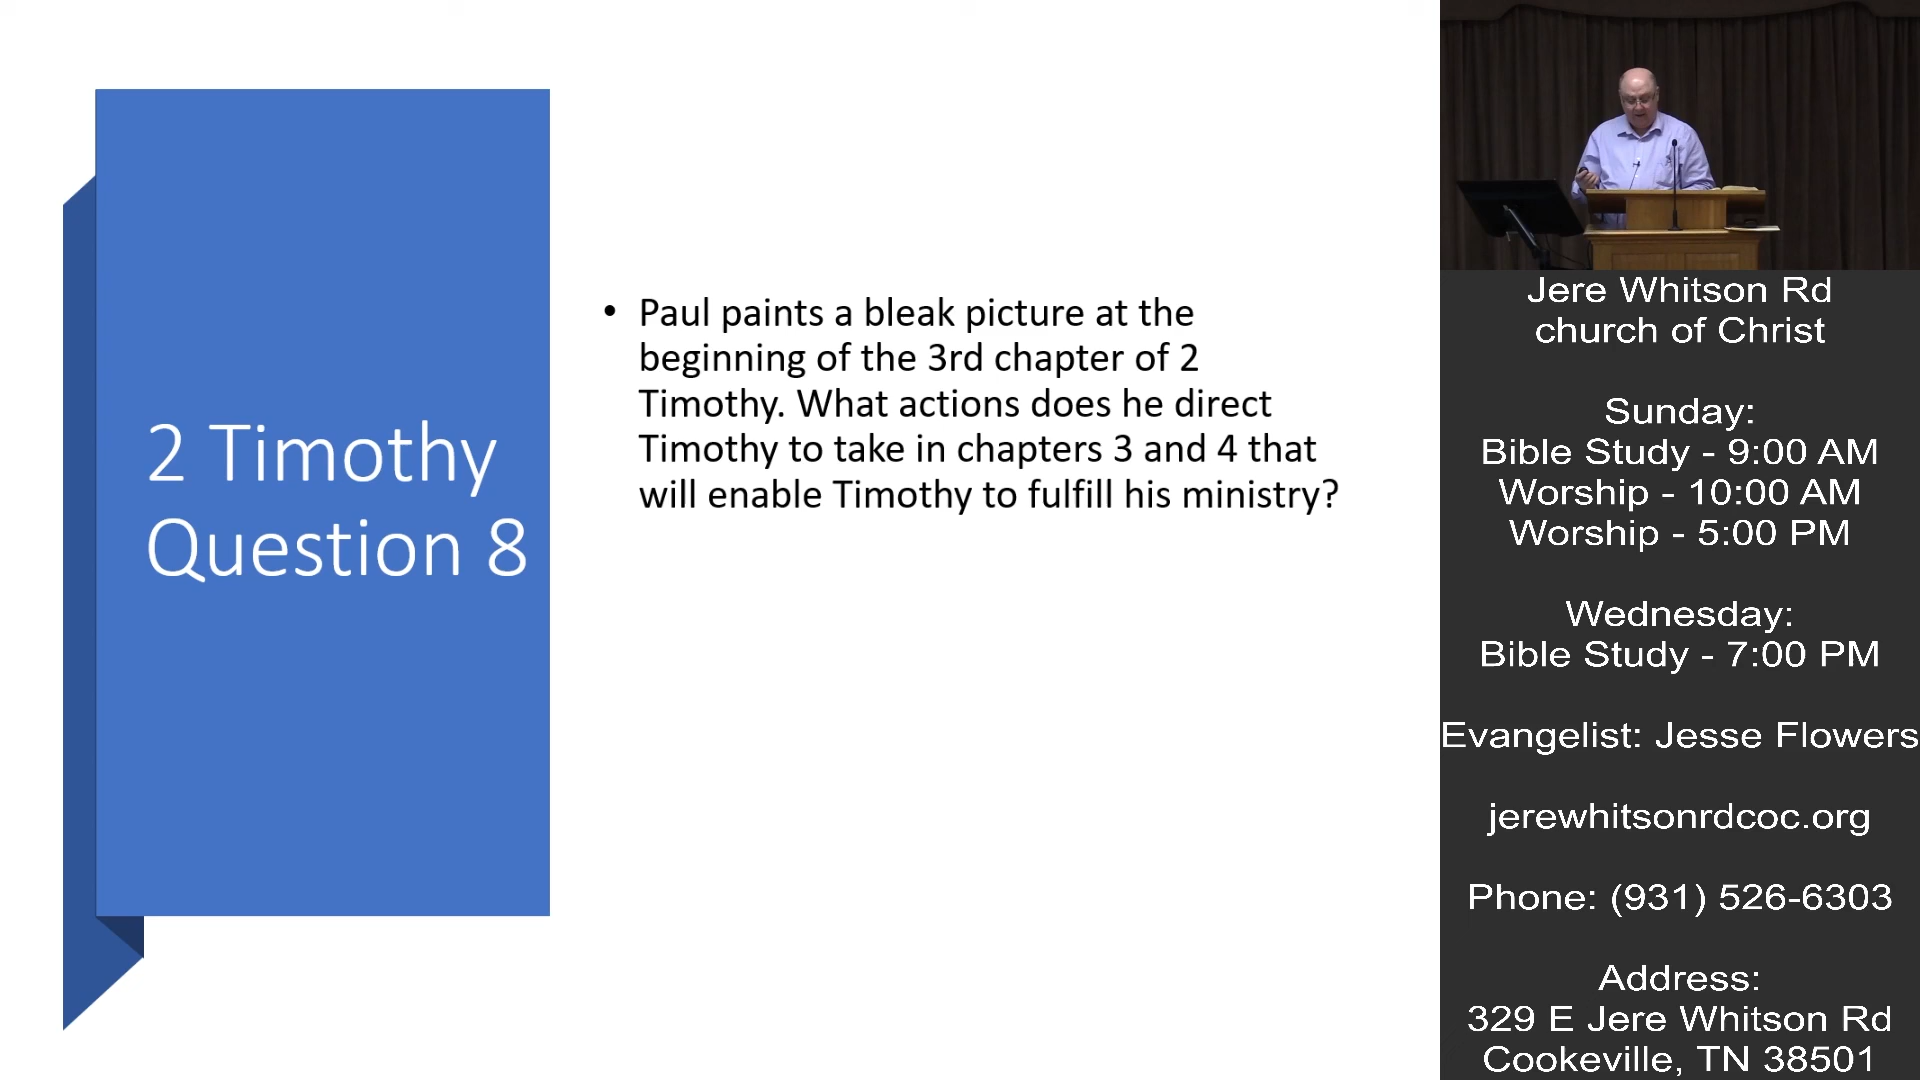 2 Timothy
Question 8
• Paul paints a bleak picture at the
beginning of the 3rd chapter of 2
Timothy. What actions does he direct
Timothy to take in chapters 3 and 4 that
will enable Timothy to fulfill his ministry?
Jere Whitson Rd
church of Christ
Sunday:
Bible Study - 9:00 AM
Worship - 10:00 AM
Worship - 5:00 PM
Wednesday:
Bible Study - 7:00 PM
Evangelist: Jesse Flowers
jerewhitsonrdcoc.org
Phone: (931) 526-6303
Address:
329 E Jere Whitson Rd
Cookeville, TN 38501